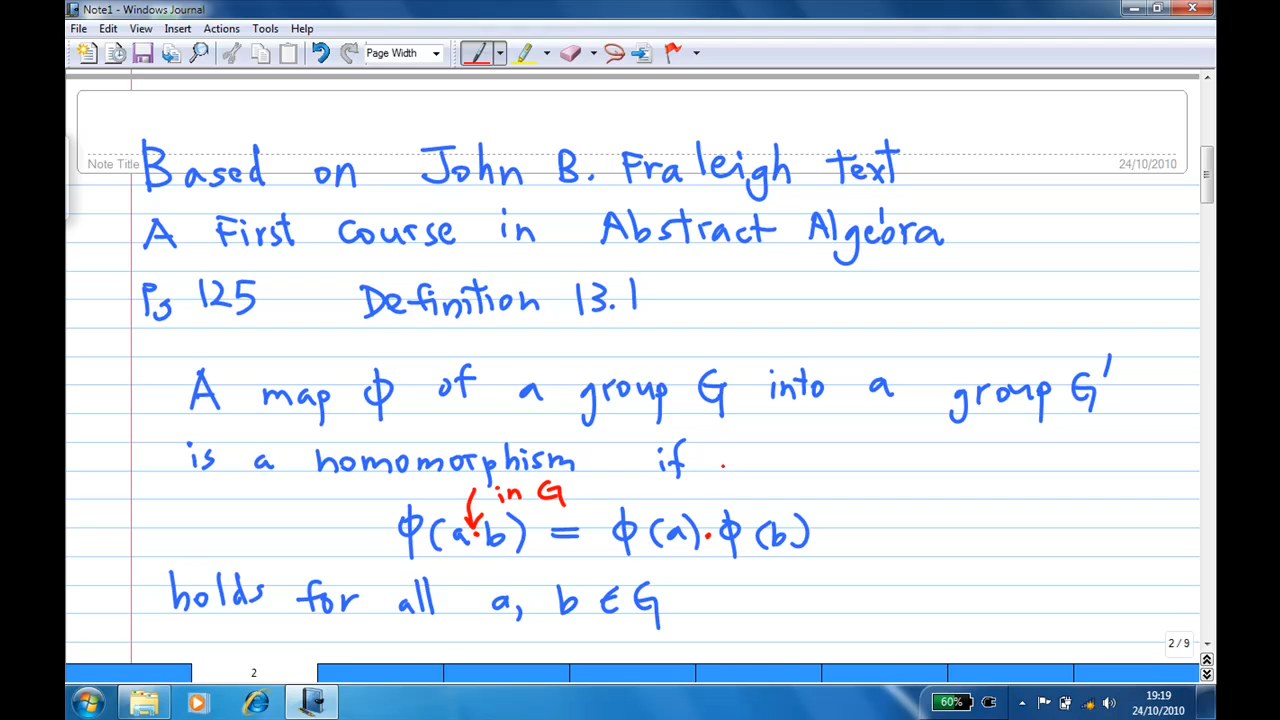 Note1 - Windows Journal
File Edit View Insert Actions Tools Help
Page Width
Note Title
24/10/2010
Based on John B. Fraleigh Text
A First Course in Abstract Algebra
Pg 125 Definition 13.1
A map φ of a group G into a group G'
is a homomorphism if
in G
φ(a·b) = φ(a)·φ(b)
holds for all a, b ∈ G
2 / 9
2
60%
19:19
24/10/2010